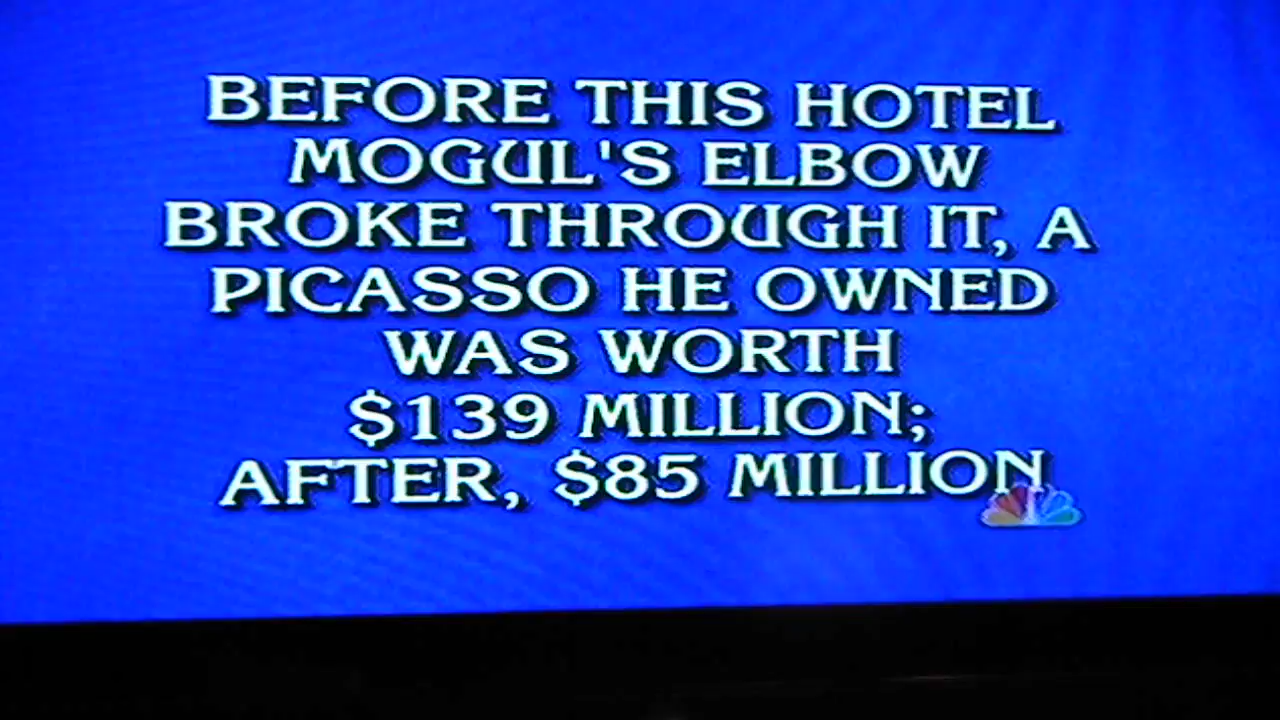 BEFORE THIS HOTEL
MOGUL'S ELBOW
BROKE THROUGH IT, A
PICASSO HE OWNED
WAS WORTH
$139 MILLION;
AFTER, $85 MILLION